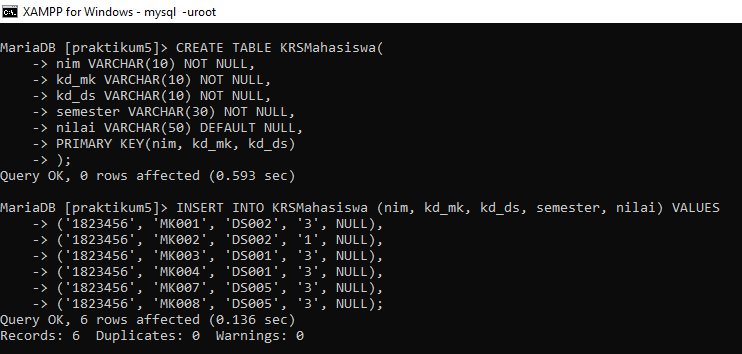 XAMPP for Windows - mysql -uroot
MariaDB [praktikum5]> CREATE TABLE KRSMahasiswa(
    -> nim VARCHAR(10) NOT NULL,
    -> kd_mk VARCHAR(10) NOT NULL,
    -> kd_ds VARCHAR(10) NOT NULL,
    -> semester VARCHAR(30) NOT NULL,
    -> nilai VARCHAR(50) DEFAULT NULL,
    -> PRIMARY KEY(nim, kd_mk, kd_ds)
    -> );
Query OK, 0 rows affected (0.593 sec)
MariaDB [praktikum5]> INSERT INTO KRSMahasiswa (nim, kd_mk, kd_ds, semester, nilai) VALUES
    -> ('1823456', 'MK001', 'DS002', '3', NULL),
    -> ('1823456', 'MK002', 'DS002', '1', NULL),
    -> ('1823456', 'MK003', 'DS001', '3', NULL),
    -> ('1823456', 'MK004', 'DS001', '3', NULL),
    -> ('1823456', 'MK007', 'DS005', '3', NULL),
    -> ('1823456', 'MK008', 'DS005', '3', NULL);
Query OK, 6 rows affected (0.136 sec)
Records: 6  Duplicates: 0  Warnings: 0